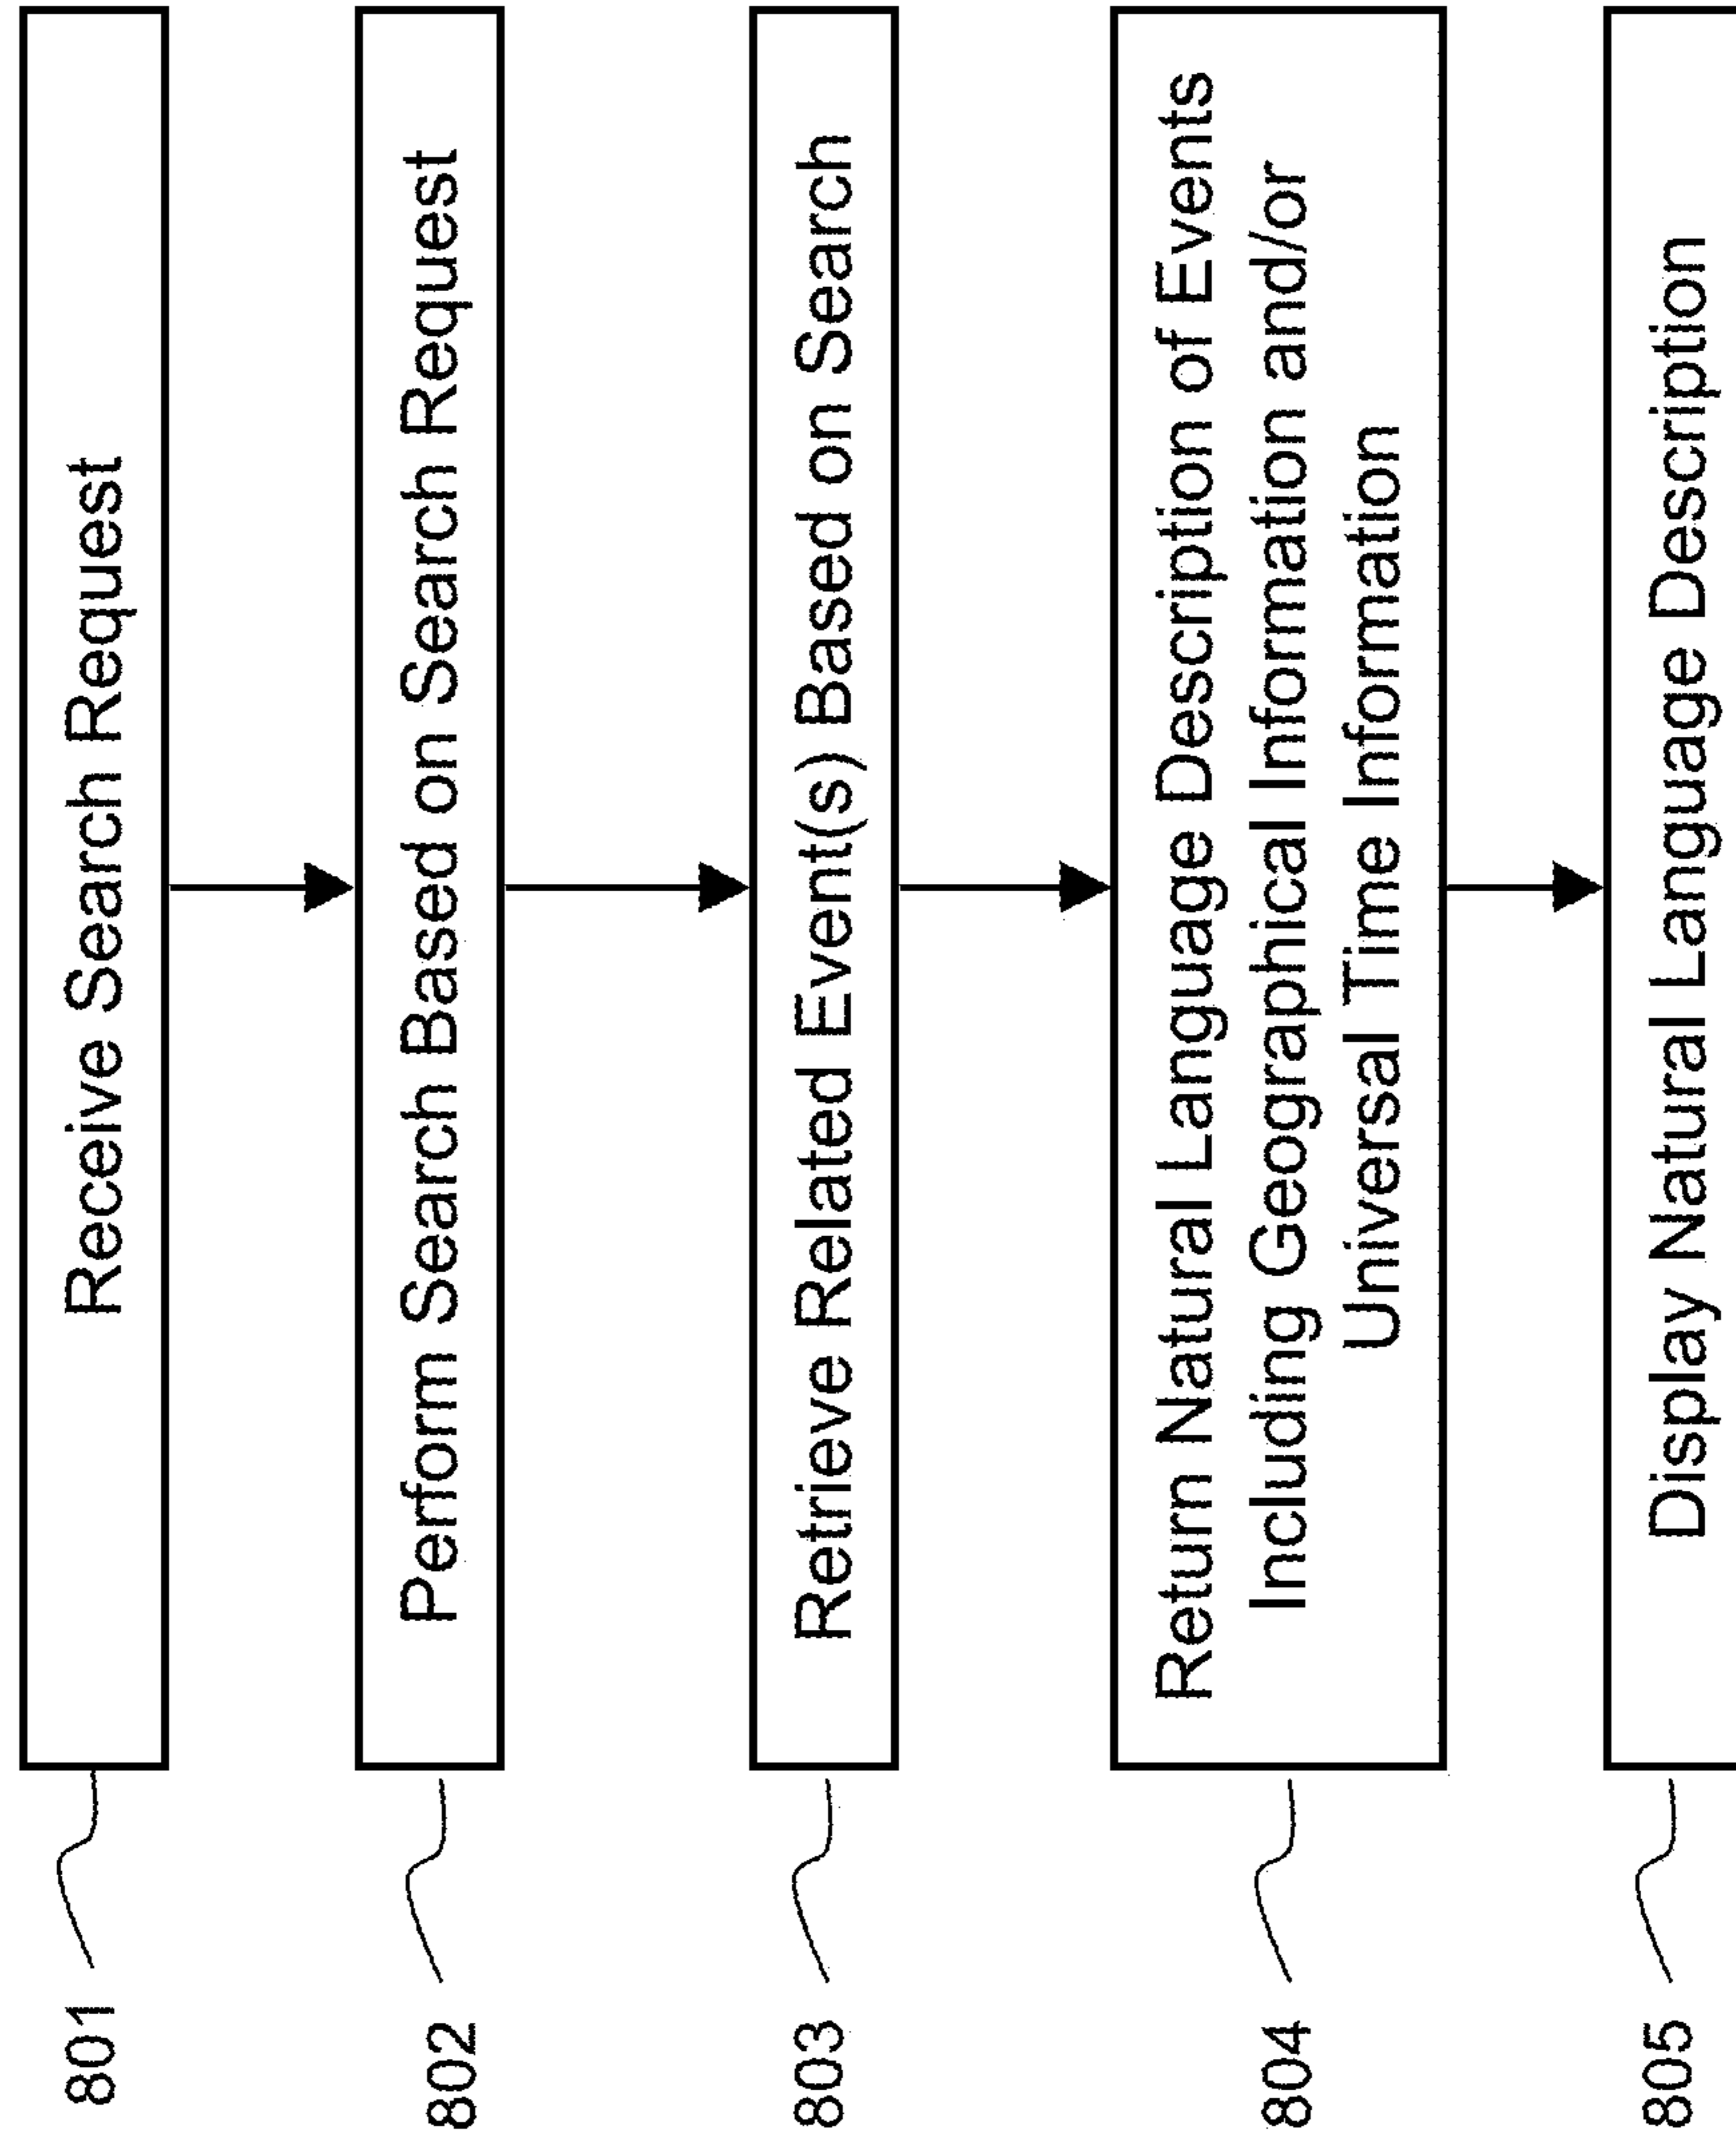 801
Receive Search Request
802
Perform Search Based on Search Request
803
Retrieve Related Event(s) Based on Search
804
Return Natural Language Description of Events
Including Geographical Information and/or
Universal Time Information
805
Display Natural Language Description